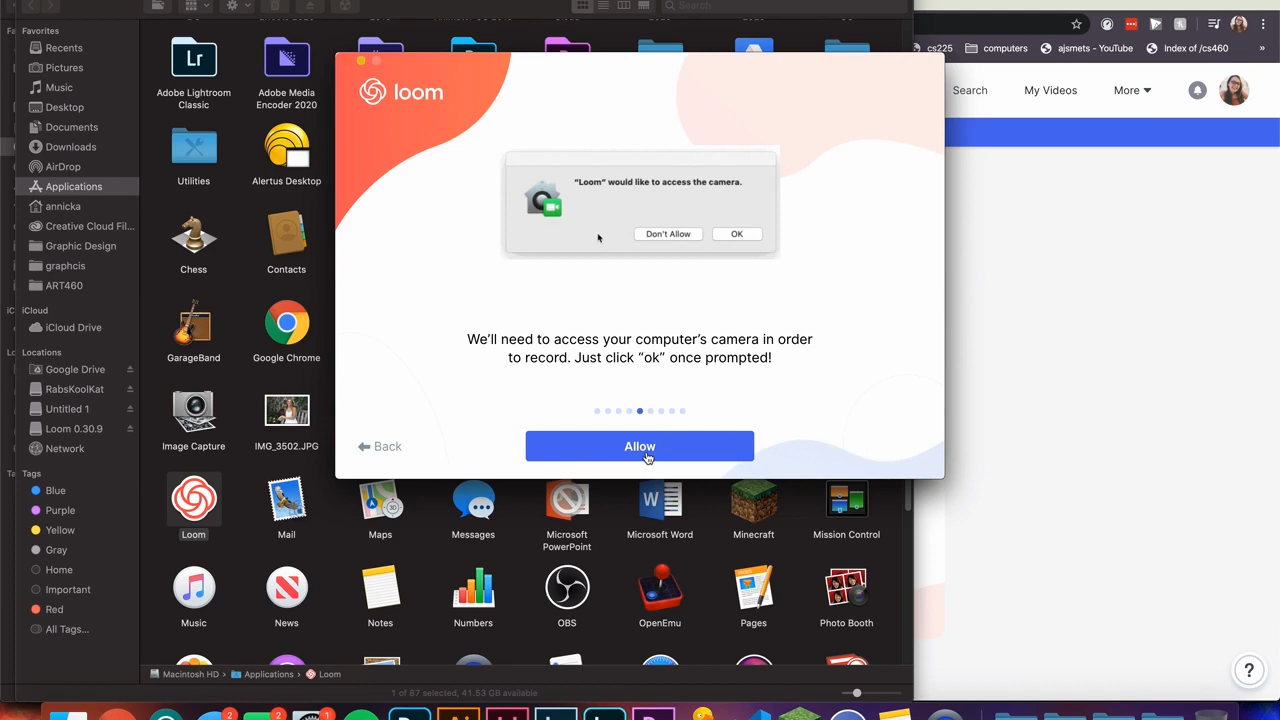 Search
cs225
computers
ajsmets - YouTube
Index of /cs460
»
Search
My Videos
More
Favorites
Recents
Pictures
Music
Desktop
Documents
Downloads
AirDrop
Applications
annicka
Creative Cloud Fil...
Graphic Design
graphcis
ART460
iCloud
iCloud Drive
Locations
Google Drive
RabsKoolKat
Untitled 1
Loom 0.30.9
Network
Tags
Blue
Purple
Yellow
Gray
Home
Important
Red
All Tags...
Lr
Adobe Lightroom
Classic
Adobe Media
Encoder 2020
Utilities
Alertus Desktop
Chess
Contacts
GarageBand
Google Chrome
Image Capture
IMG_3502.JPG
loom
"Loom" would like to access the camera.
Don't Allow
OK
We'll need to access your computer's camera in order
to record. Just click "ok" once prompted!
Back
Allow
Loom
Mail
Maps
Messages
Microsoft
PowerPoint
Microsoft Word
Minecraft
Mission Control
Music
News
Notes
Numbers
OBS
OpenEmu
Pages
Photo Booth
Macintosh HD › Applications › Loom
1 of 87 selected, 41.53 GB available
?
2
2
1